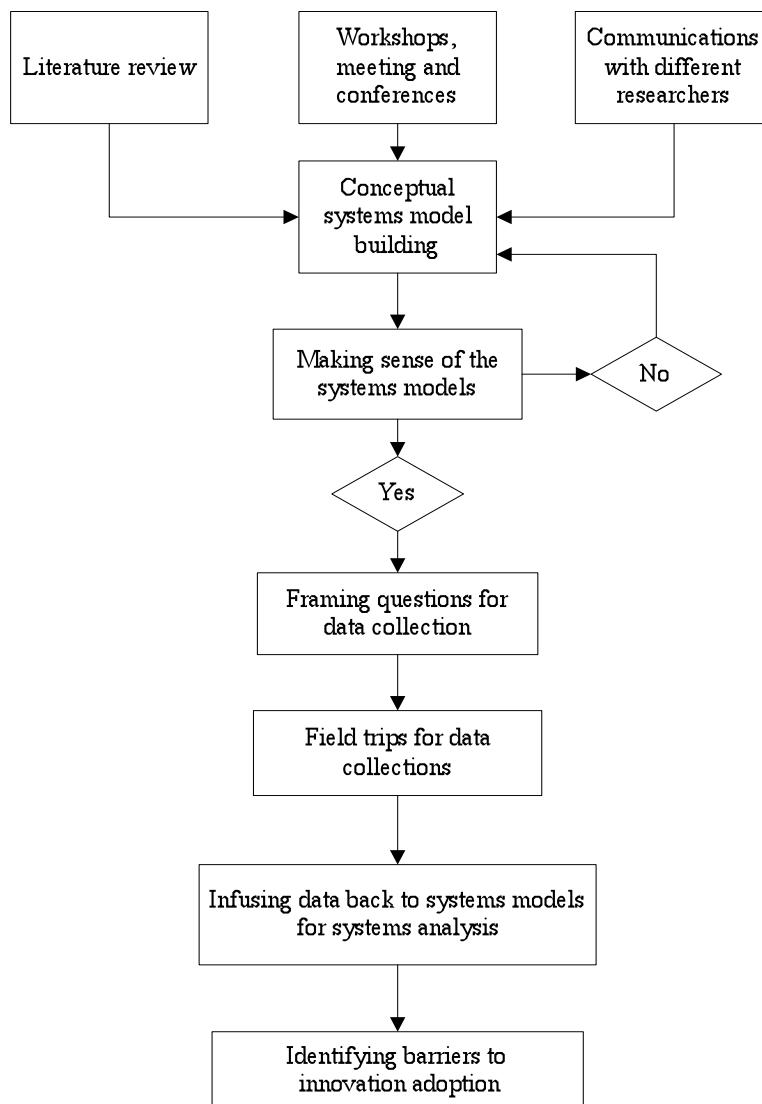 Literature review
Workshops,
meeting and
conferences
Communications
with different
researchers
Conceptual
systems model
building
Making sense of the
systems models
No
Yes
Framing questions for
data collection
Field trips for data
collections
Infusing data back to systems models
for systems analysis
Identifying barriers to
innovation adoption